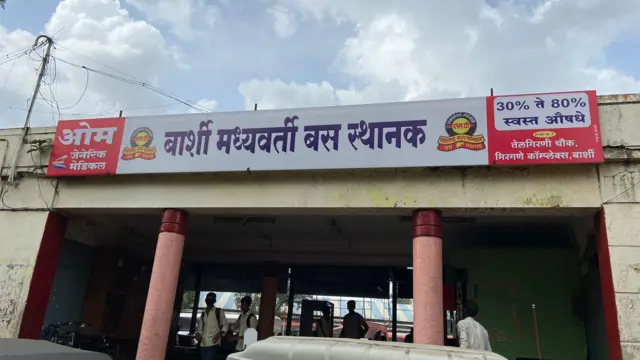 ओम
जेनेरिक
मेडिकल
बार्शी मध्यवर्ती बस स्थानक
30% ते 80%
स्वस्त औषधे
तेलगिरणी चौक,
मिरगणे कॉम्प्लेक्स, बार्शी